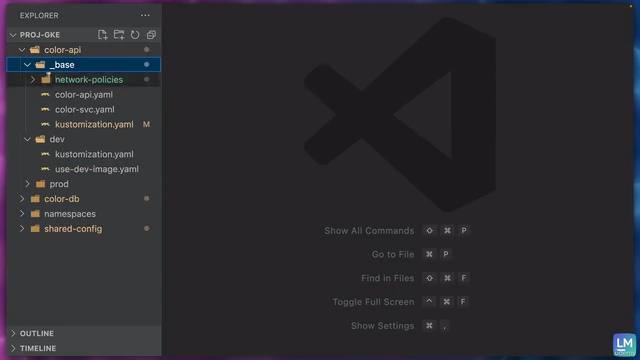 EXPLORER
PROJ-GKE
color-api
_base
network-policies
color-api.yaml
color-svc.yaml
kustomization.yaml M
dev
kustomization.yaml
use-dev-image.yaml
prod
color-db
namespaces
shared-config
OUTLINE
TIMELINE
Show All Commands ⇧ ⌘ P
Go to File ⌘ P
Find in Files ⇧ ⌘ F
Toggle Full Screen ⌃ ⌘ F
Show Settings ⌘ ,
LM